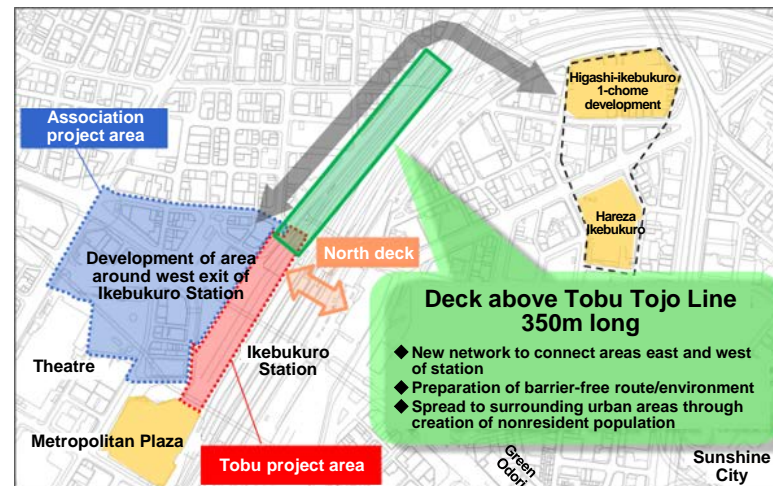 Higashi-ikebukuro
1-chome
development
Association
project area
Hareza
Ikebukuro
North deck
Development of area
around west exit of
Ikebukuro Station
Deck above Tobu Tojo Line
350m long
◆ New network to connect areas east and west
of station
◆ Preparation of barrier-free route/environment
◆ Spread to surrounding urban areas through
creation of nonresident population
Ikebukuro
Station
Theatre
Metropolitan Plaza
Tobu project area
Green
Odori
Sunshine
City